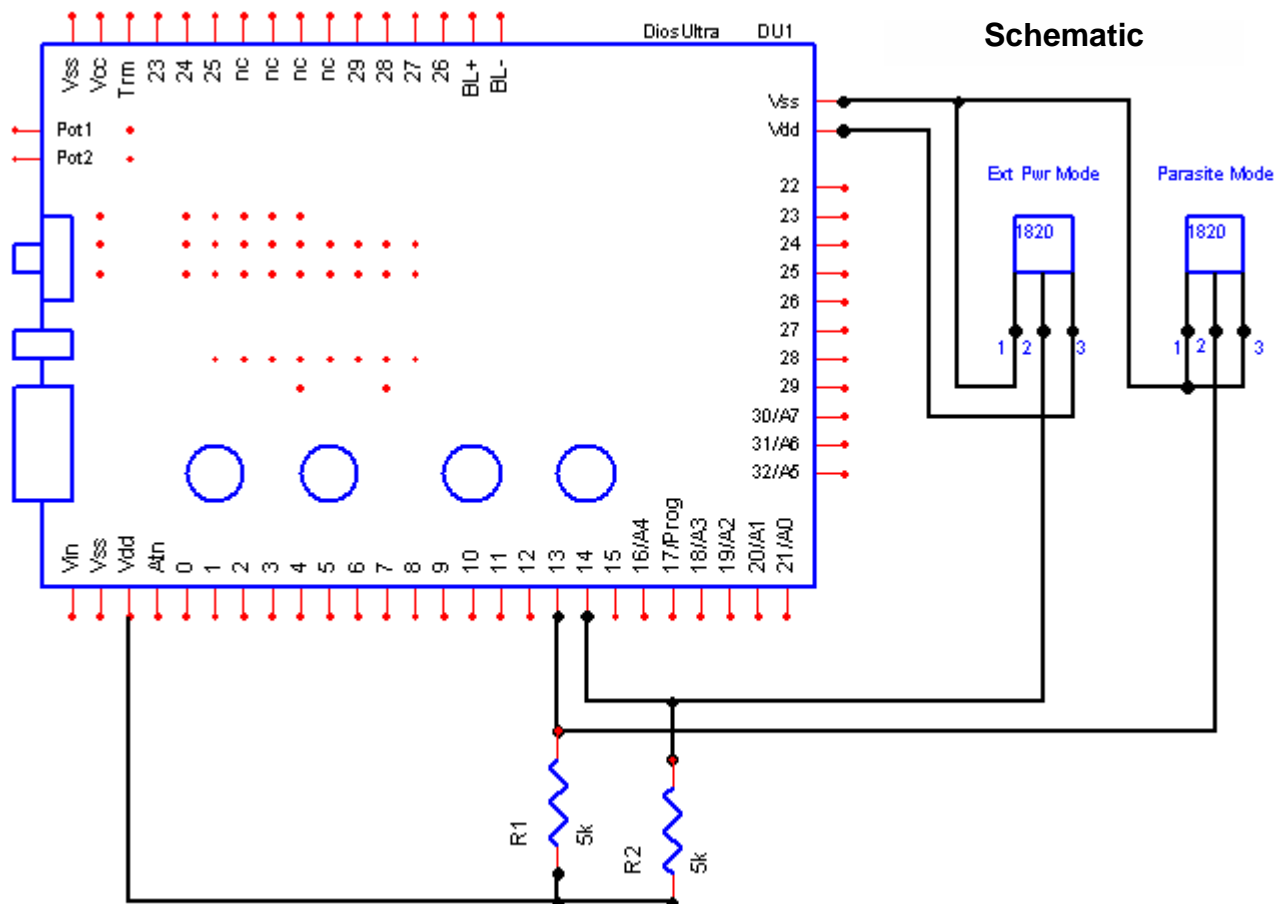 Schematic
DiosUltra DU1
Vss
Vcc
Trm
23
24
25
nc
nc
nc
nc
29
28
27
26
BL+
BL-
Pot1
Pot2
Vss
Vdd
22
23
24
25
26
27
28
29
30/A7
31/A6
32/A5
Ext Pwr Mode
1820
1 2 3
Parasite Mode
1820
1 2 3
Vin
Vss
Vdd
Atn
0
1
2
3
4
5
6
7
8
9
10
11
12
13
14
15
16/A4
17/Prog
18/A3
19/A2
20/A1
21/A0
R1
5k
R2
5k